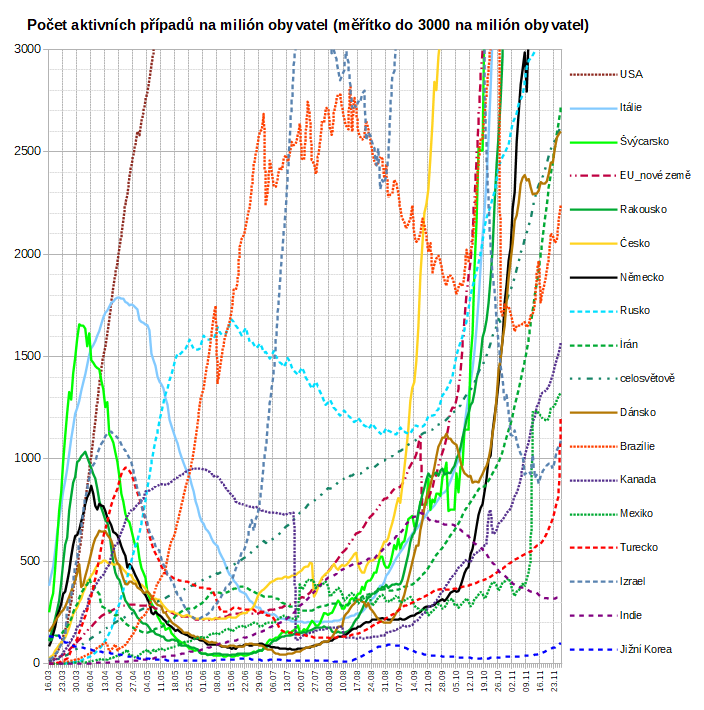 Počet aktivních případů na milión obyvatel (měřítko do 3000 na milión obyvatel)
3000
2500
2000
1500
1000
500
0
16.03 23.03 30.03 06.04 13.04 20.04 27.04 04.05 11.05 18.05 25.05 01.06 08.06 15.06 22.06 29.06 06.07 13.07 20.07 27.07 03.08 10.08 17.08 24.08 31.08 07.09 14.09 21.09 28.09 05.10 12.10 19.10 26.10 02.11 09.11 16.11 23.11
USA
Itálie
Švýcarsko
EU_nové země
Rakousko
Česko
Německo
Rusko
Irán
celosvětově
Dánsko
Brazílie
Kanada
Mexiko
Turecko
Izrael
Indie
Jižní Korea